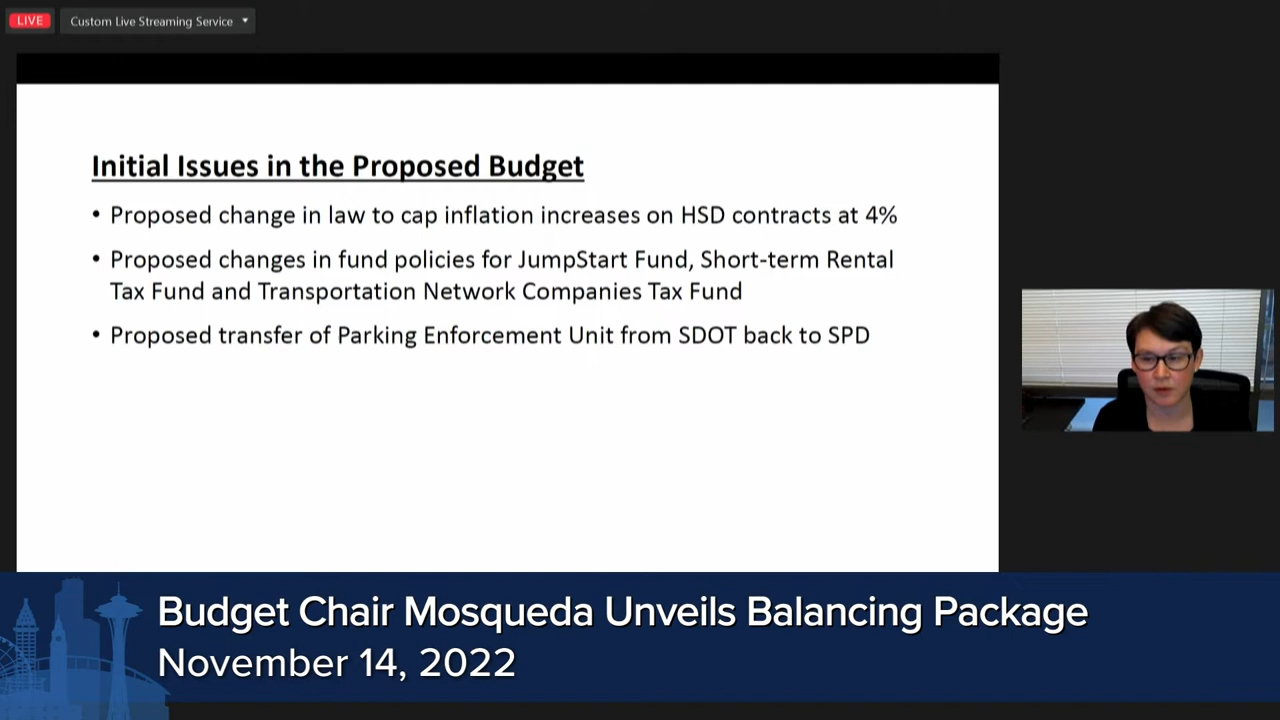 LIVE
Custom Live Streaming Service
Initial Issues in the Proposed Budget
• Proposed change in law to cap inflation increases on HSD contracts at 4%
• Proposed changes in fund policies for JumpStart Fund, Short-term Rental
Tax Fund and Transportation Network Companies Tax Fund
• Proposed transfer of Parking Enforcement Unit from SDOT back to SPD
Budget Chair Mosqueda Unveils Balancing Package
November 14, 2022